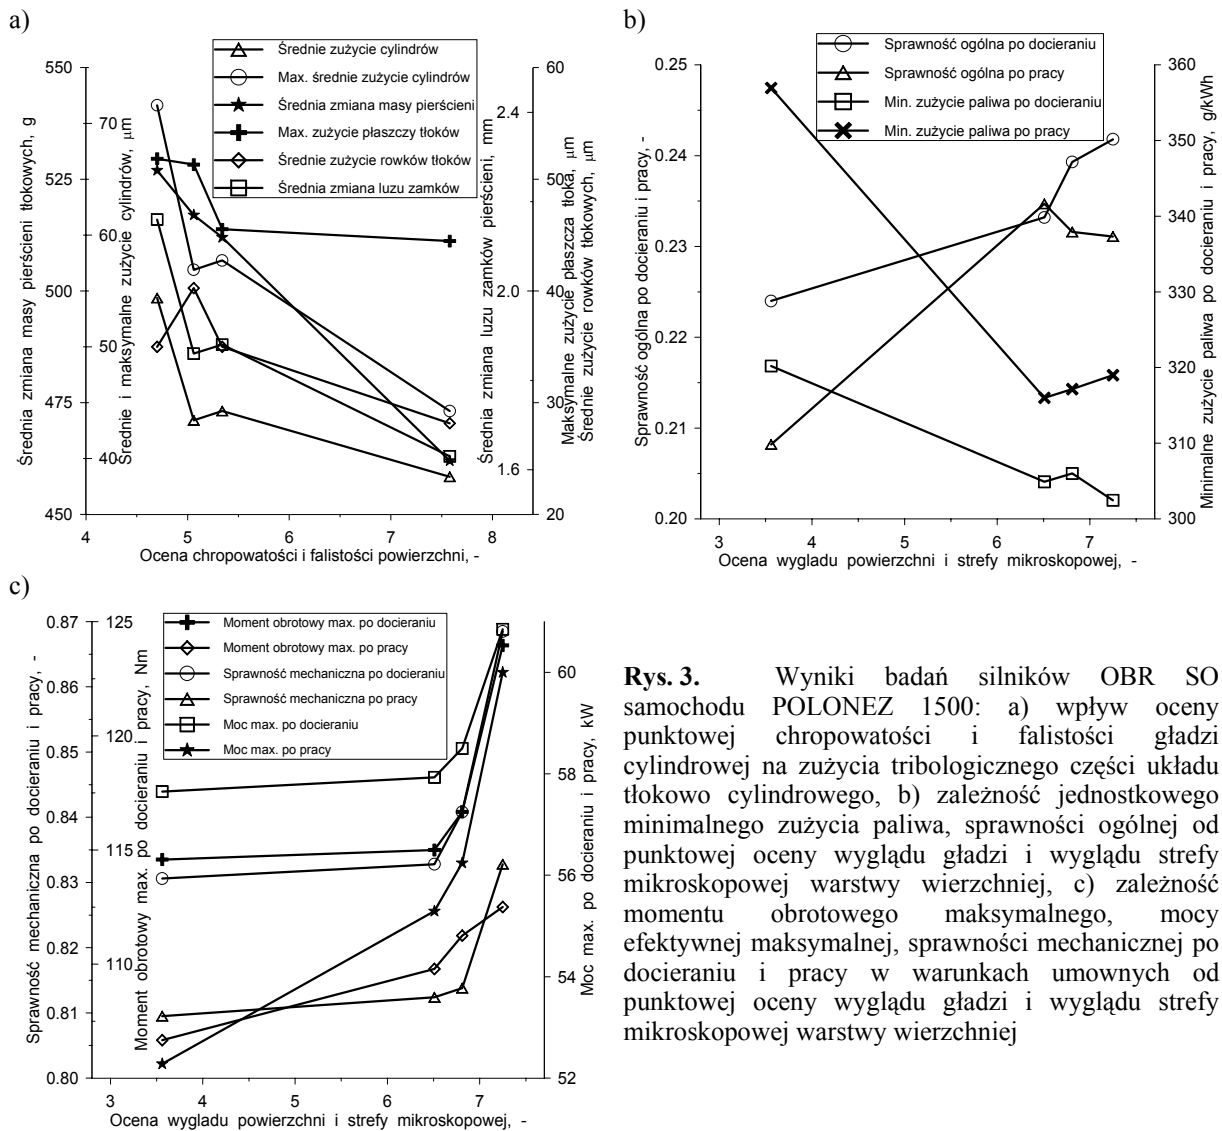 a)
Średnie zużycie cylindrów
Max. średnie zużycie cylindrów
Średnia zmiana masy pierścieni
Max. zużycie płaszczy tłoków
Średnie zużycie rowków tłoków
Średnia zmiana luzu zamków
550
525
500
475
450
Średnia zmiana masy pierścieni tłokowych, g
70
60
50
40
Średnie i maksymalne zużycie cylindrów, µm
2.4
2.0
1.6
Średnia zmiana luzu zamków pierścieni, mm
60
50
40
30
20
Maksymalne zużycie płaszcza tłoka, µm
Średnie zużycie rowków tłokowych, µm
4 5 6 7 8
Ocena chropowatości i falistości powierzchni, -
b)
Sprawność ogólna po docieraniu
Sprawność ogólna po pracy
Min. zużycie paliwa po docieraniu
Min. zużycie paliwa po pracy
0.25
0.24
0.23
0.22
0.21
0.20
Sprawność ogólna po docieraniu i pracy, -
360
350
340
330
320
310
300
Minimalne zużycie paliwa po docieraniu i pracy, g/kWh
3 4 5 6 7
Ocena wygladu powierzchni i strefy mikroskopowej, -
c)
Moment obrotowy max. po docieraniu
Moment obrotowy max. po pracy
Sprawność mechaniczna po docieraniu
Sprawność mechaniczna po pracy
Moc max. po docieraniu
Moc max. po pracy
0.87
0.86
0.85
0.84
0.83
0.82
0.81
0.80
Sprawność mechaniczna po docieraniu i pracy, -
125
120
115
110
Moment obrotowy max. po docieraniu i pracy, Nm
60
58
56
54
52
Moc max. po docieraniu i pracy, kW
3 4 5 6 7
Ocena wygladu powierzchni i strefy mikroskopowej, -
Rys. 3. Wyniki badań silników OBR SO
samochodu POLONEZ 1500: a) wpływ oceny
punktowej chropowatości i falistości gładzi
cylindrowej na zużycia tribologicznego części układu
tłokowo cylindrowego, b) zależność jednostkowego
minimalnego zużycia paliwa, sprawności ogólnej od
punktowej oceny wyglądu gładzi i wyglądu strefy
mikroskopowej warstwy wierzchniej, c) zależność
momentu obrotowego maksymalnego, mocy
efektywnej maksymalnej, sprawności mechanicznej po
docieraniu i pracy w warunkach umownych od
punktowej oceny wyglądu gładzi i wyglądu strefy
mikroskopowej warstwy wierzchniej